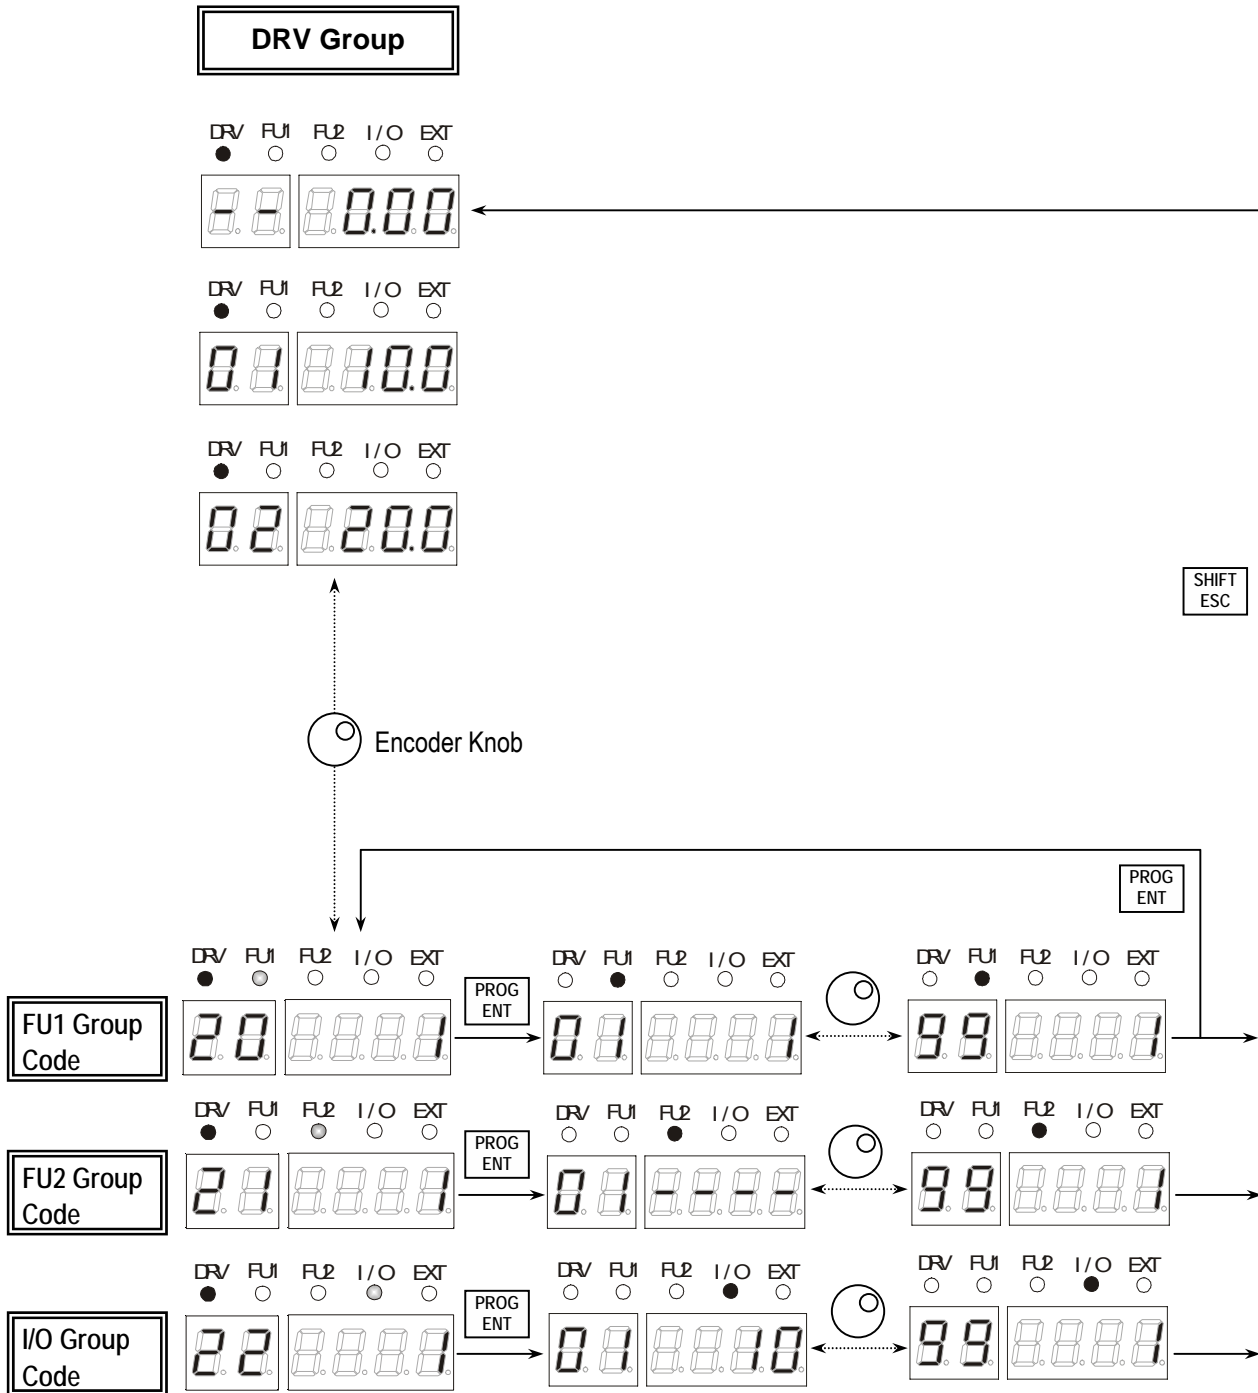 DRV Group
DRV FU1 FU2 I/O EXT
-- 0.00
DRV FU1 FU2 I/O EXT
01 10.0
DRV FU1 FU2 I/O EXT
02 20.0
SHIFT
ESC
Encoder Knob
PROG
ENT
DRV FU1 FU2 I/O EXT DRV FU1 FU2 I/O EXT DRV FU1 FU2 I/O EXT
FU1 Group
Code
20 1
PROG
ENT
01 1
99 1
DRV FU1 FU2 I/O EXT DRV FU1 FU2 I/O EXT DRV FU1 FU2 I/O EXT
FU2 Group
Code
21 1
PROG
ENT
01 ----
99 1
DRV FU1 FU2 I/O EXT DRV FU1 FU2 I/O EXT DRV FU1 FU2 I/O EXT
I/O Group
Code
22 1
PROG
ENT
01 10
99 1